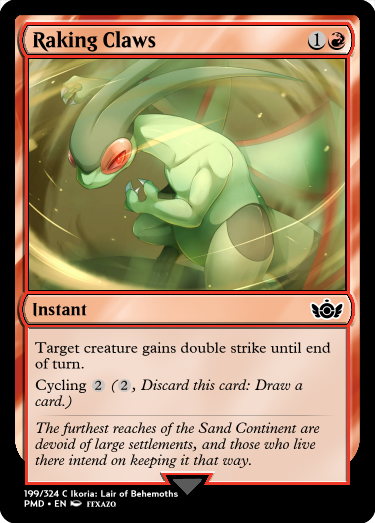 Raking Claws 1
Instant
Target creature gains double strike until end
of turn.
Cycling 2 (2, Discard this card: Draw a
card.)
The furthest reaches of the Sand Continent are
devoid of large settlements, and those who live
there intend on keeping it that way.
199/324 C Ikoria: Lair of Behemoths
PMD • EN ITXAZO